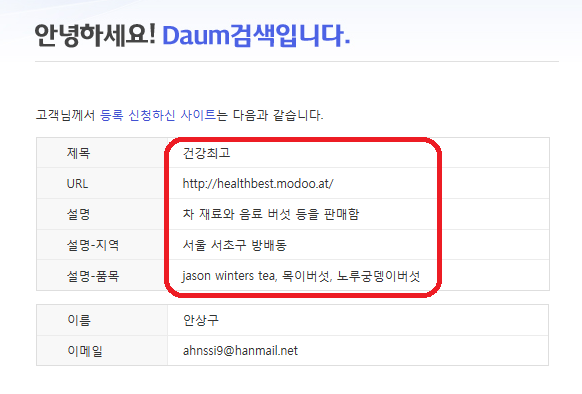 안녕하세요! Daum검색입니다.
고객님께서 등록 신청하신 사이트는 다음과 같습니다.
제목 건강최고
URL http://healthbest.modoo.at/
설명 차 재료와 음료 버섯 등을 판매함
설명-지역 서울 서초구 방배동
설명-품목 jason winters tea, 목이버섯, 노루궁뎅이버섯
이름 안상구
이메일 ahnssi9@hanmail.net